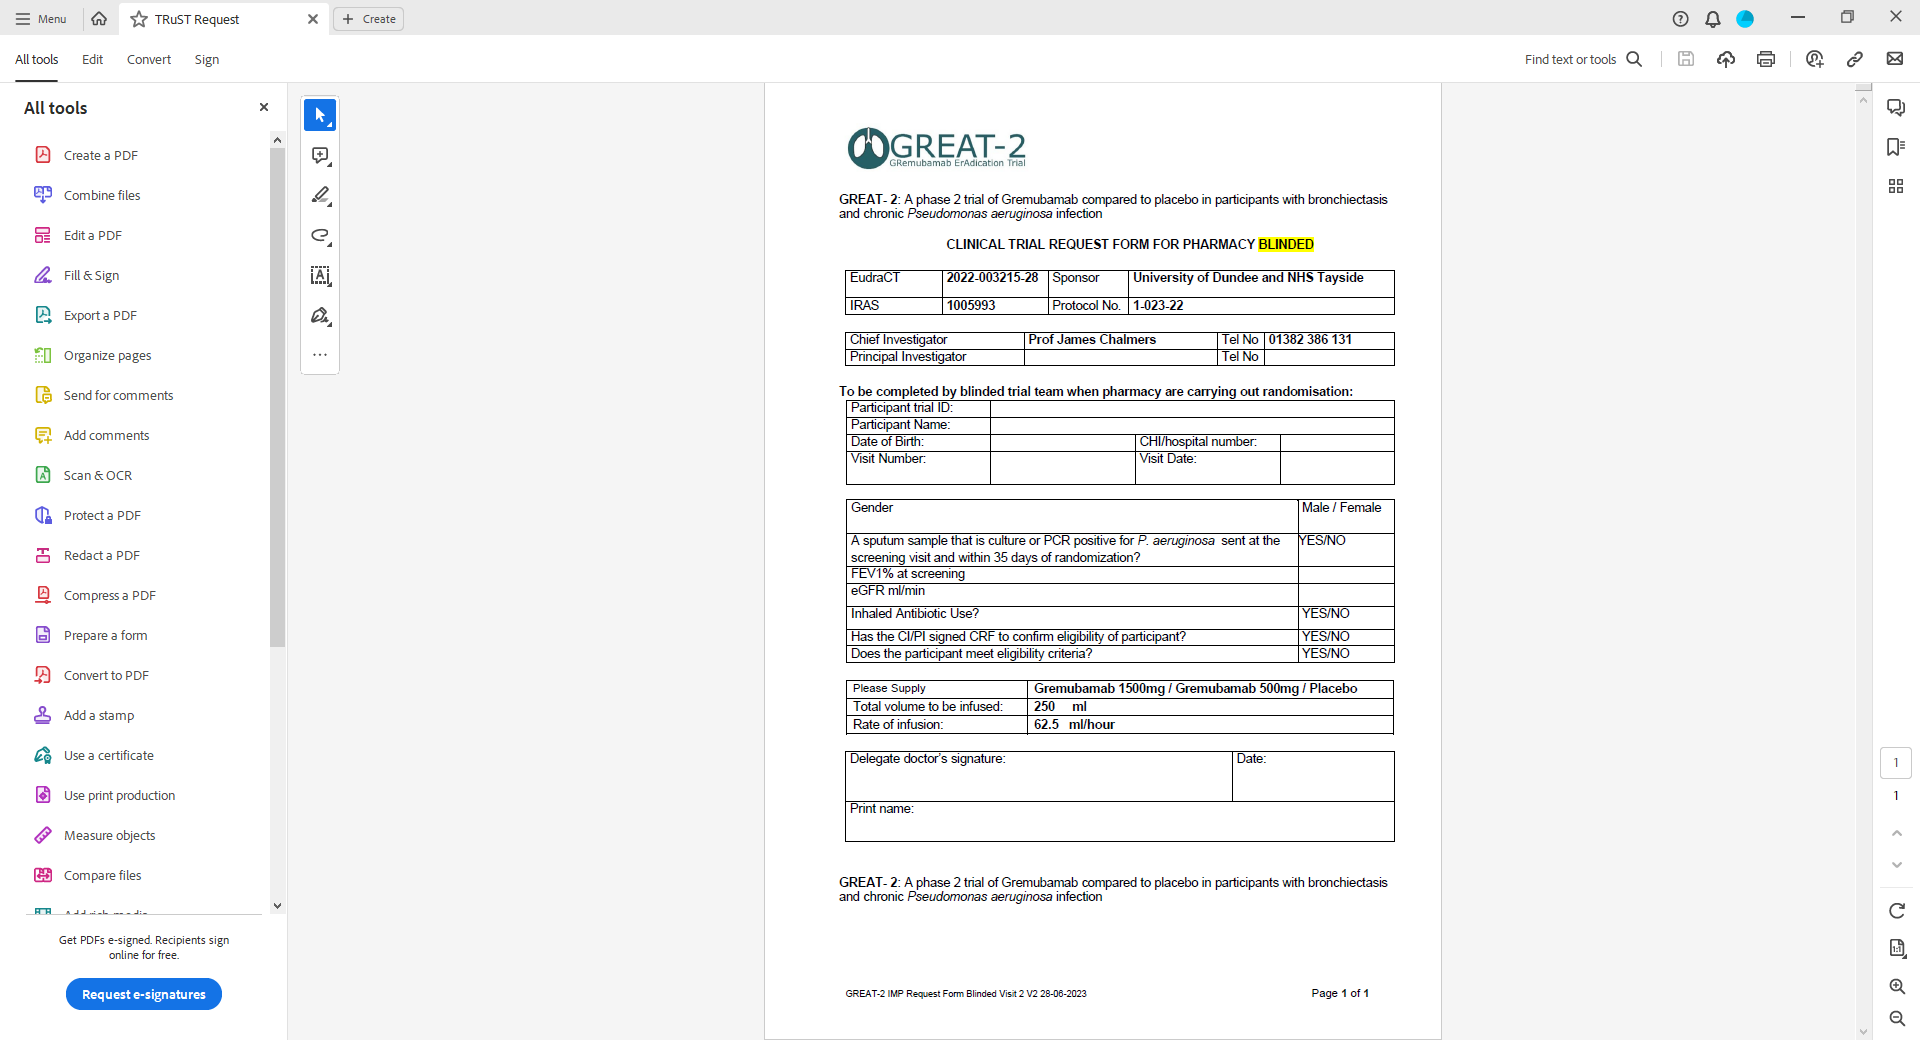 Menu
TRuST Request
Create
All tools
Edit
Convert
Sign
Find text or tools
All tools
Create a PDF
Combine files
Edit a PDF
Fill & Sign
Export a PDF
Organize pages
Send for comments
Add comments
Scan & OCR
Protect a PDF
Redact a PDF
Compress a PDF
Prepare a form
Convert to PDF
Add a stamp
Use a certificate
Use print production
Measure objects
Compare files
Add rich media
Get PDFs e-signed. Recipients sign
online for free.
Request e-signatures
GREAT-2
GRemubamab ErAdication Trial
GREAT- 2: A phase 2 trial of Gremubamab compared to placebo in participants with bronchiectasis
and chronic Pseudomonas aeruginosa infection
CLINICAL TRIAL REQUEST FORM FOR PHARMACY BLINDED
EudraCT 2022-003215-28 Sponsor University of Dundee and NHS Tayside
IRAS 1005993 Protocol No. 1-023-22
Chief Investigator Prof James Chalmers Tel No 01382 386 131
Principal Investigator Tel No
To be completed by blinded trial team when pharmacy are carrying out randomisation:
Participant trial ID:
Participant Name:
Date of Birth: CHI/hospital number:
Visit Number: Visit Date:
Gender Male / Female
A sputum sample that is culture or PCR positive for P. aeruginosa sent at the YES/NO
screening visit and within 35 days of randomization?
FEV1% at screening
eGFR ml/min
Inhaled Antibiotic Use? YES/NO
Has the CI/PI signed CRF to confirm eligibility of participant? YES/NO
Does the participant meet eligibility criteria? YES/NO
Please Supply Gremubamab 1500mg / Gremubamab 500mg / Placebo
Total volume to be infused: 250 ml
Rate of infusion: 62.5 ml/hour
Delegate doctor's signature: Date:
Print name:
GREAT- 2: A phase 2 trial of Gremubamab compared to placebo in participants with bronchiectasis
and chronic Pseudomonas aeruginosa infection
GREAT-2 IMP Request Form Blinded Visit 2 V2 28-06-2023 Page 1 of 1
1
1